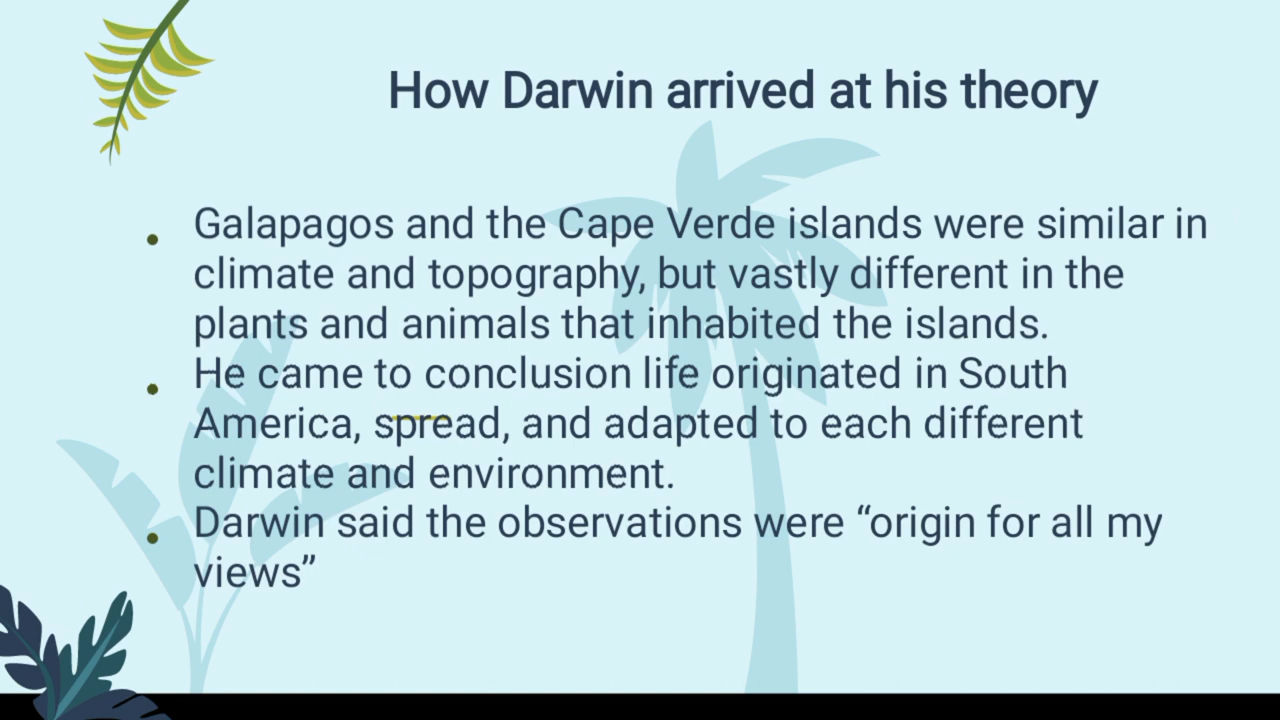 How Darwin arrived at his theory
• Galapagos and the Cape Verde islands were similar in
climate and topography, but vastly different in the
plants and animals that inhabited the islands.
• He came to conclusion life originated in South
America, spread, and adapted to each different
climate and environment.
• Darwin said the observations were “origin for all my
views”